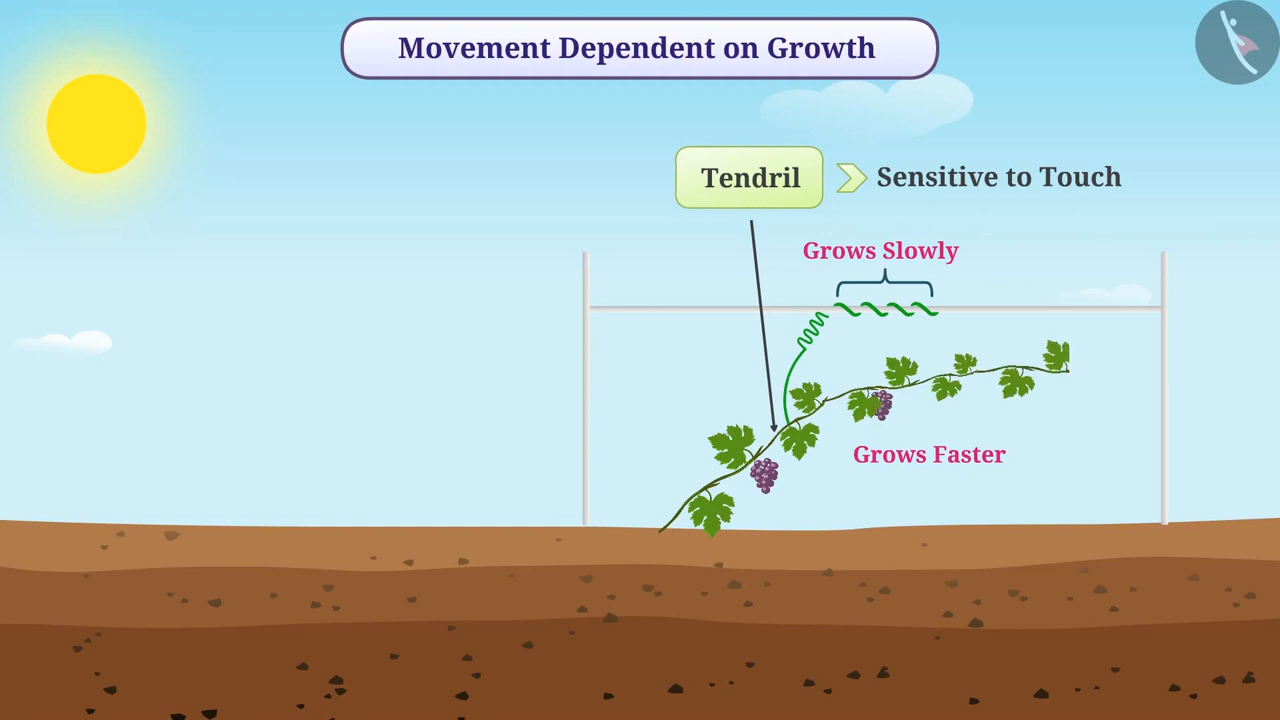 Movement Dependent on Growth
Tendril
Sensitive to Touch
Grows Slowly
Grows Faster